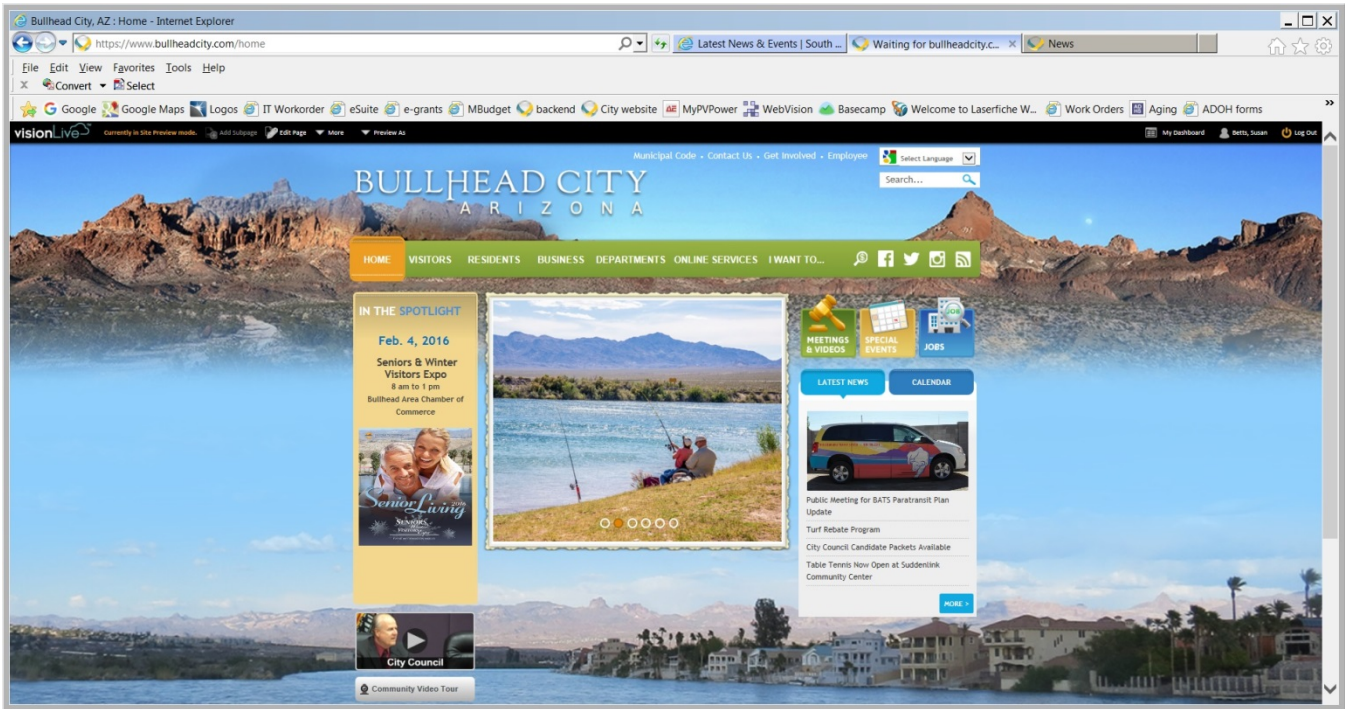 Bullhead City, AZ : Home - Internet Explorer
https://www.bullheadcity.com/home
Latest News & Events | South ...
Waiting for bullheadcity.c...
News
File Edit View Favorites Tools Help
Convert Select
Google Google Maps Logos IT Workorder eSuite e-grants MBudget backend City website MyPVPower WebVision Basecamp Welcome to Laserfiche W... Work Orders Aging ADOH forms
visionLive Currently in Site Preview mode. Add Subpage Edit Page More Preview As My Dashboard Betts, Susan Log Out
Municipal Code • Contact Us • Get Involved • Employee Select Language
Search...
BULLHEAD CITY
ARIZONA
HOME VISITORS RESIDENTS BUSINESS DEPARTMENTS ONLINE SERVICES I WANT TO...
IN THE SPOTLIGHT
Feb. 4, 2016
Seniors & Winter
Visitors Expo
8 am to 1 pm
Bullhead Area Chamber of
Commerce
Senior Living 2016
SENIORS
MEETINGS
& VIDEOS
SPECIAL
EVENTS
JOB
JOBS
LATEST NEWS CALENDAR
Public Meeting for BATS Paratransit Plan
Update
Turf Rebate Program
City Council Candidate Packets Available
Table Tennis Now Open at Suddenlink
Community Center
MORE >
City Council
Community Video Tour